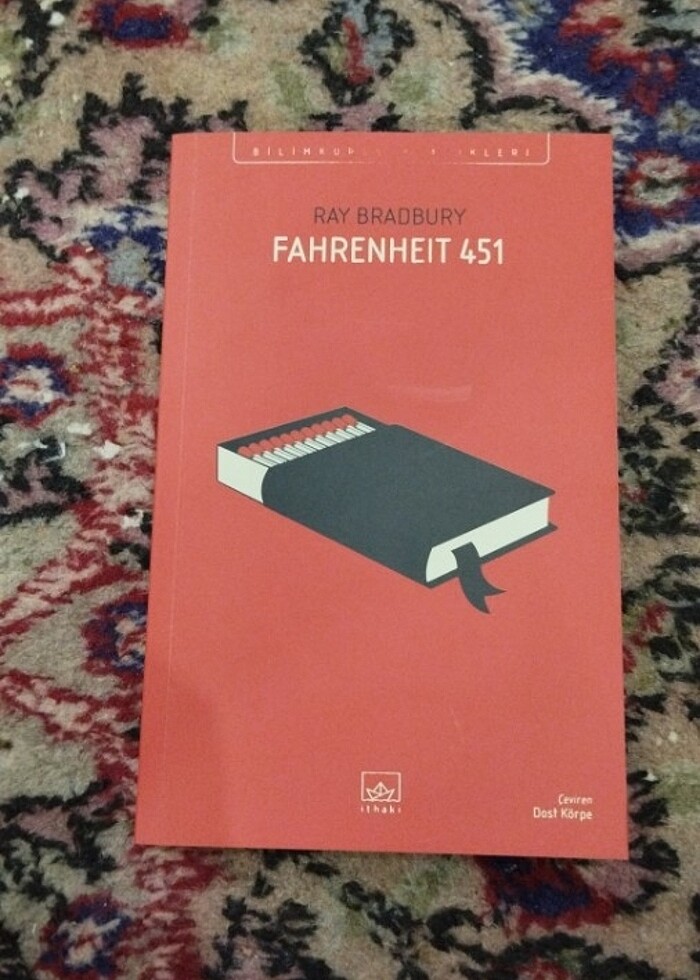 RAY BRADBURY
FAHRENHEIT 451
ithaki
Çeviren
Dost Körpe